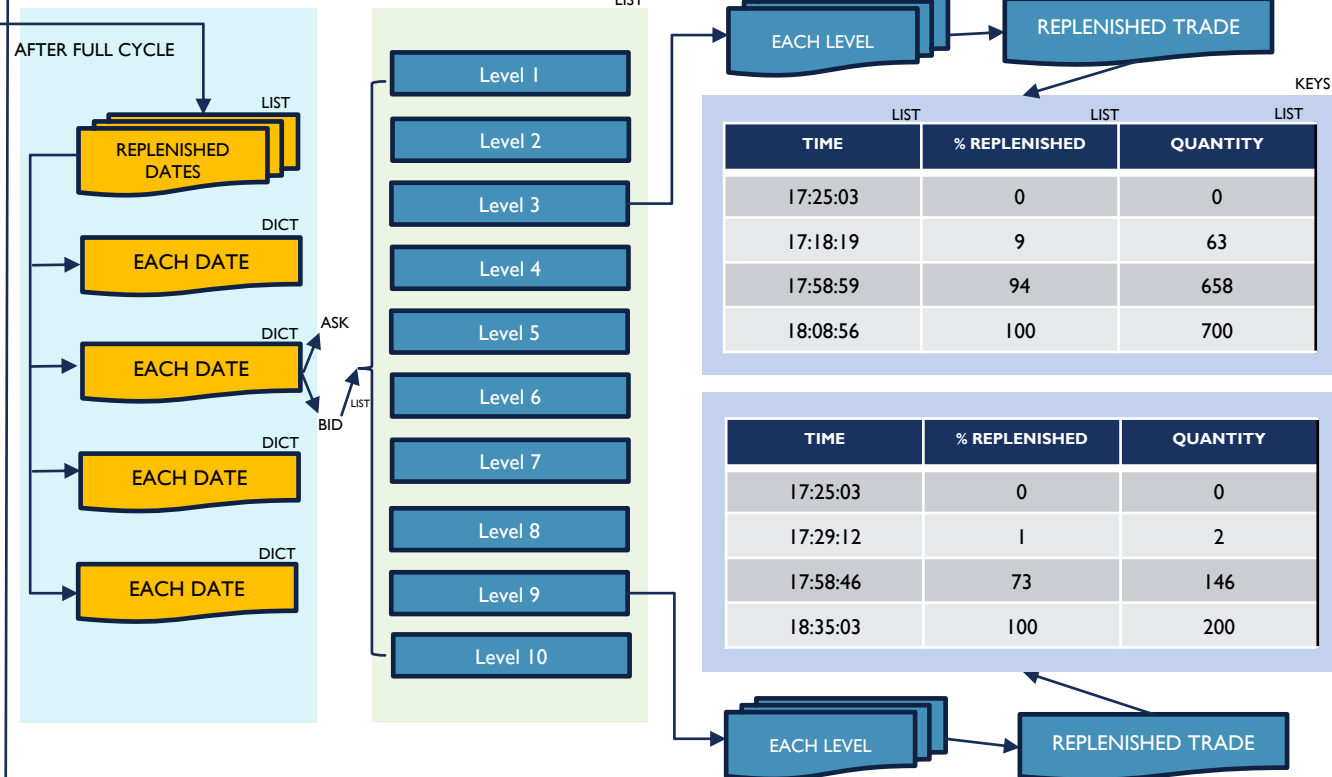 AFTER FULL CYCLE
LIST
REPLENISHED
DATES
DICT
EACH DATE
DICT
EACH DATE
DICT
EACH DATE
DICT
EACH DATE
ASK
BID
LIST
LIST
Level 1
Level 2
Level 3
Level 4
Level 5
Level 6
Level 7
Level 8
Level 9
Level 10
EACH LEVEL
REPLENISHED TRADE
KEYS
LIST LIST LIST
TIME % REPLENISHED QUANTITY
17:25:03 0 0
17:18:19 9 63
17:58:59 94 658
18:08:56 100 700
TIME % REPLENISHED QUANTITY
17:25:03 0 0
17:29:12 1 2
17:58:46 73 146
18:35:03 100 200
EACH LEVEL
REPLENISHED TRADE